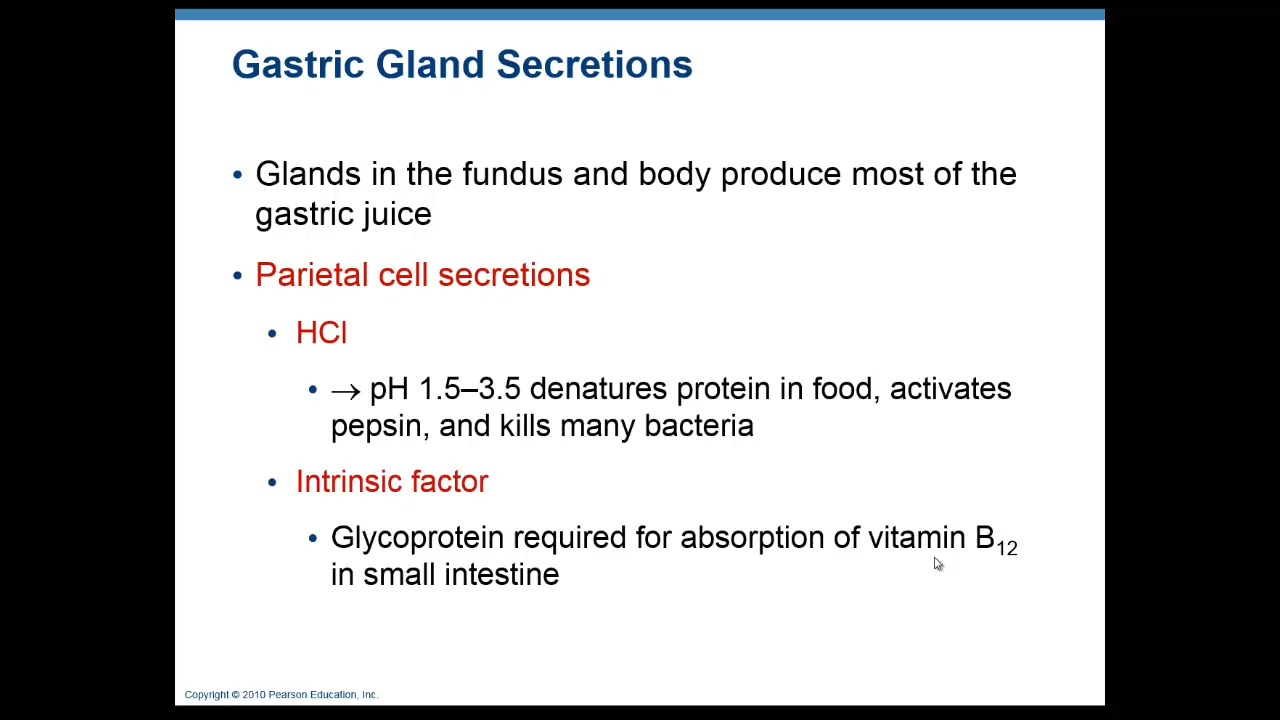 Gastric Gland Secretions
• Glands in the fundus and body produce most of the
gastric juice
• Parietal cell secretions
• HCl
• → pH 1.5–3.5 denatures protein in food, activates
pepsin, and kills many bacteria
• Intrinsic factor
• Glycoprotein required for absorption of vitamin B₁₂
in small intestine
Copyright © 2010 Pearson Education, Inc.